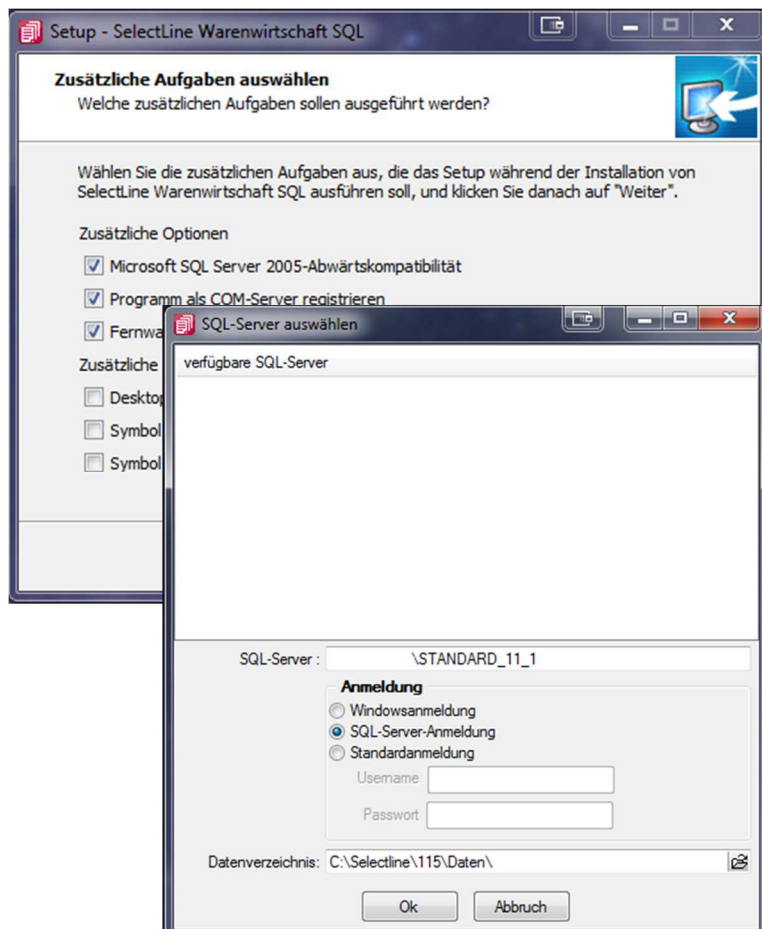 Setup - SelectLine Warenwirtschaft SQL
Zusätzliche Aufgaben auswählen
Welche zusätzlichen Aufgaben sollen ausgeführt werden?
Wählen Sie die zusätzlichen Aufgaben aus, die das Setup während der Installation von
SelectLine Warenwirtschaft SQL ausführen soll, und klicken Sie danach auf "Weiter".
Zusätzliche Optionen
Microsoft SQL Server 2005-Abwärtskompatibilität
Programm als COM-Server registrieren
Fernwa
Zusätzliche
Desktop
Symbol
Symbol
SQL-Server auswählen
verfügbare SQL-Server
SQL-Server : \STANDARD_11_1
Anmeldung
Windowsanmeldung
SQL-Server-Anmeldung
Standardanmeldung
Username
Passwort
Datenverzeichnis: C:\Selectline\115\Daten\
Ok Abbruch